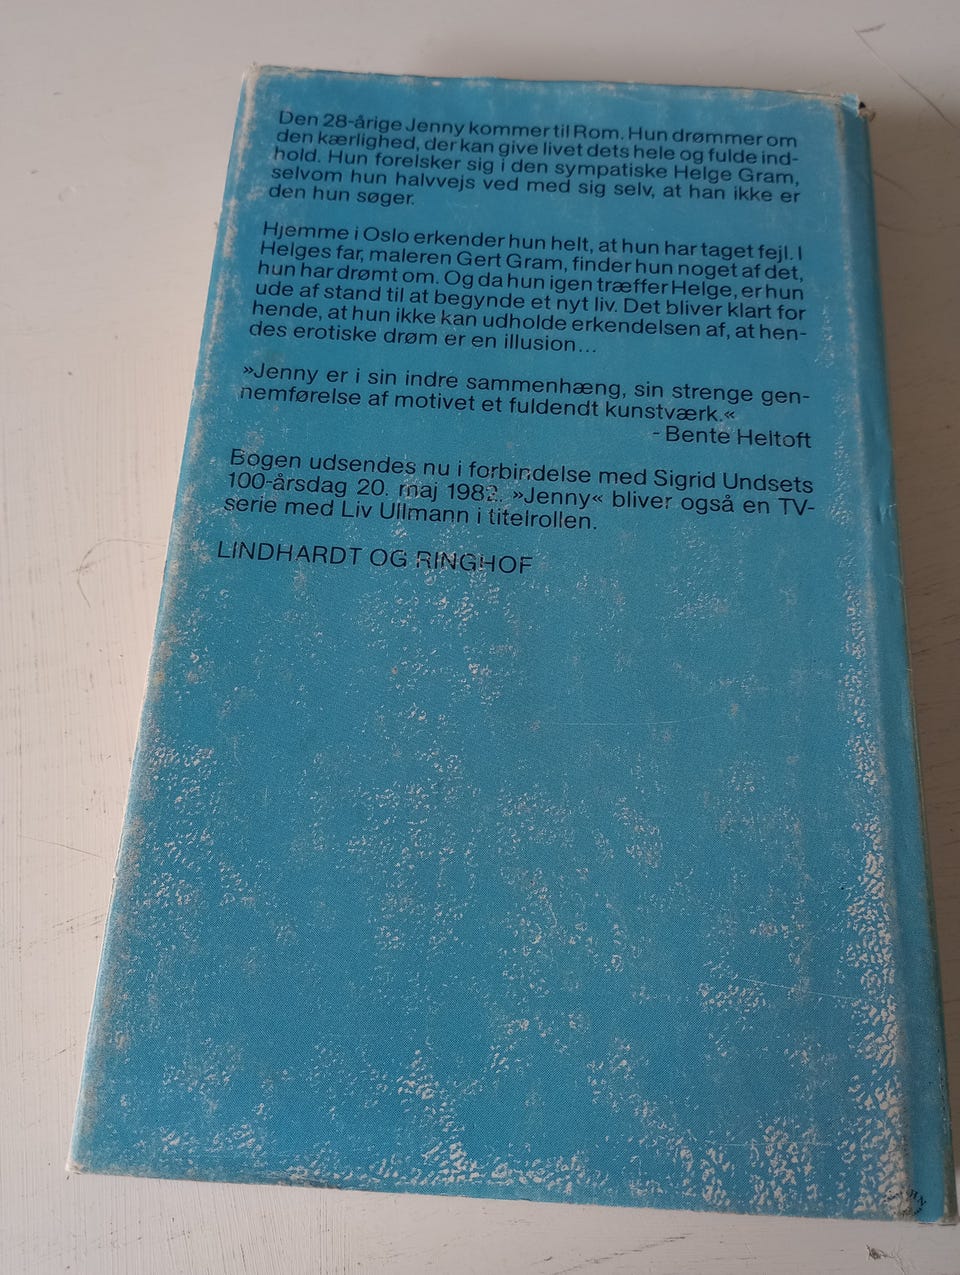 Den 28-årige Jenny kommer til Rom. Hun drømmer om
den kærlighed, der kan give livet dets hele og fulde ind-
hold. Hun forelsker sig i den sympatiske Helge Gram,
selvom hun halvvejs ved med sig selv, at han ikke er
den hun søger.
Hjemme i Oslo erkender hun helt, at hun har taget fejl. I
Helges far, maleren Gert Gram, finder hun noget af det,
hun har drømt om. Og da hun igen træffer Helge, er hun
ude af stand til at begynde et nyt liv. Det bliver klart for
hende, at hun ikke kan udholde erkendelsen af, at hen-
des erotiske drøm er en illusion...
»Jenny er i sin indre sammenhæng, sin strenge gen-
nemførelse af motivet et fuldendt kunstværk.«
- Bente Heltoft
Bogen udsendes nu i forbindelse med Sigrid Undsets
100-årsdag 20. maj 1982. »Jenny« bliver også en TV-
serie med Liv Ullmann i titelrollen.
LINDHARDT OG RINGHOF